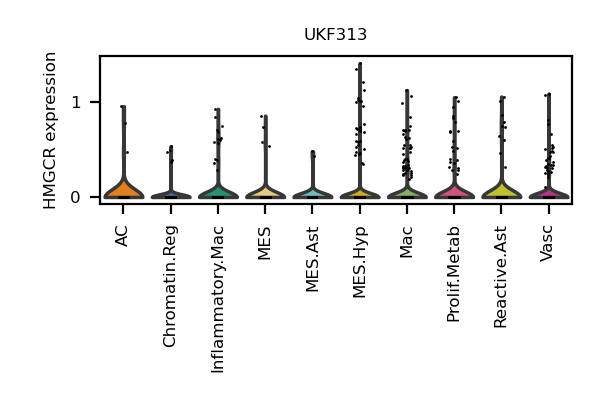 UKF313
HMGCR expression
1
0
AC
Chromatin.Reg
Inflammatory.Mac
MES
MES.Ast
MES.Hyp
Mac
Prolif.Metab
Reactive.Ast
Vasc